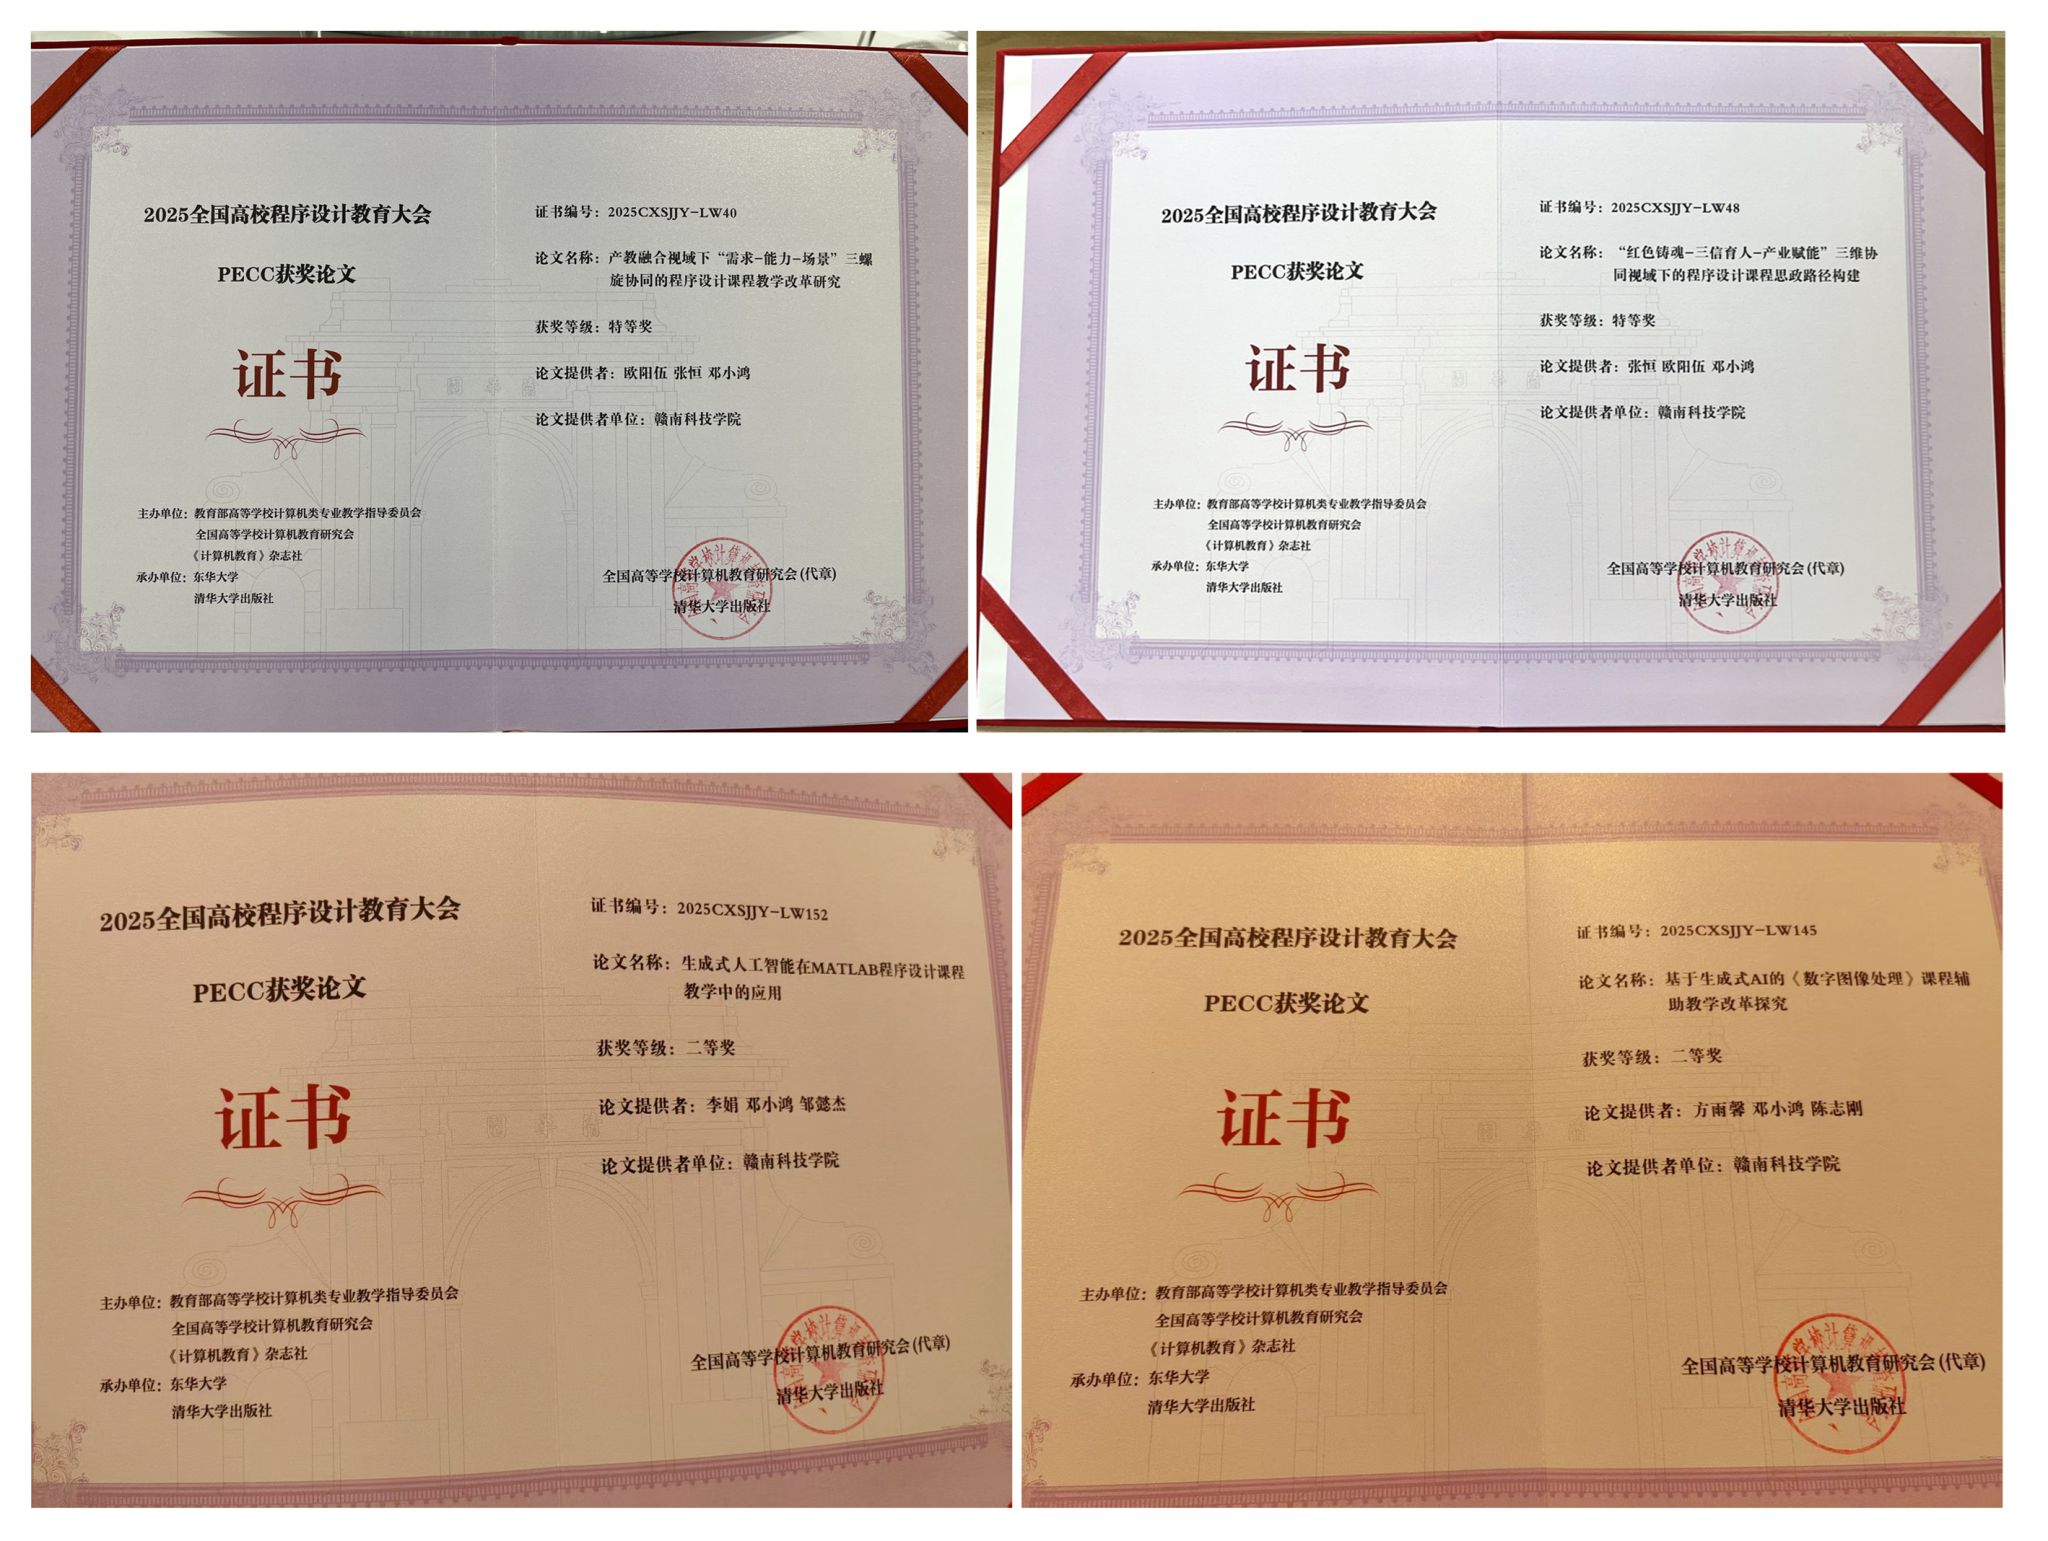 2025全国高校程序设计教育大会
PECC获奖论文
证书
主办单位：教育部高等学校计算机类专业教学指导委员会
全国高等学校计算机教育研究会
《计算机教育》杂志社
承办单位：东华大学
清华大学出版社
证书编号：2025CXSJJY-LW40
论文名称：产教融合视域下“需求-能力-场景”三螺
旋协同的程序设计课程教学改革研究
获奖等级：特等奖
论文提供者：欧阳伍 张恒 邓小鸿
论文提供者单位：赣南科技学院
全国高等学校计算机教育研究会(代章)
清华大学出版社
2025全国高校程序设计教育大会
PECC获奖论文
证书
主办单位：教育部高等学校计算机类专业教学指导委员会
全国高等学校计算机教育研究会
《计算机教育》杂志社
承办单位：东华大学
清华大学出版社
证书编号：2025CXSJJY-LW48
论文名称：“红色铸魂-三信育人-产业赋能”三维协
同视域下的程序设计课程思政路径构建
获奖等级：特等奖
论文提供者：张恒 欧阳伍 邓小鸿
论文提供者单位：赣南科技学院
全国高等学校计算机教育研究会(代章)
清华大学出版社
2025全国高校程序设计教育大会
PECC获奖论文
证书
主办单位：教育部高等学校计算机类专业教学指导委员会
全国高等学校计算机教育研究会
《计算机教育》杂志社
承办单位：东华大学
清华大学出版社
证书编号：2025CXSJJY-LW152
论文名称：生成式人工智能在MATLAB程序设计课程
教学中的应用
获奖等级：二等奖
论文提供者：李娟 邓小鸿 邹懿杰
论文提供者单位：赣南科技学院
全国高等学校计算机教育研究会(代章)
清华大学出版社
2025全国高校程序设计教育大会
PECC获奖论文
证书
主办单位：教育部高等学校计算机类专业教学指导委员会
全国高等学校计算机教育研究会
《计算机教育》杂志社
承办单位：东华大学
清华大学出版社
证书编号：2025CXSJJY-LW145
论文名称：基于生成式AI的《数字图像处理》课程辅
助教学改革探究
获奖等级：二等奖
论文提供者：方雨馨 邓小鸿 陈志刚
论文提供者单位：赣南科技学院
全国高等学校计算机教育研究会(代章)
清华大学出版社